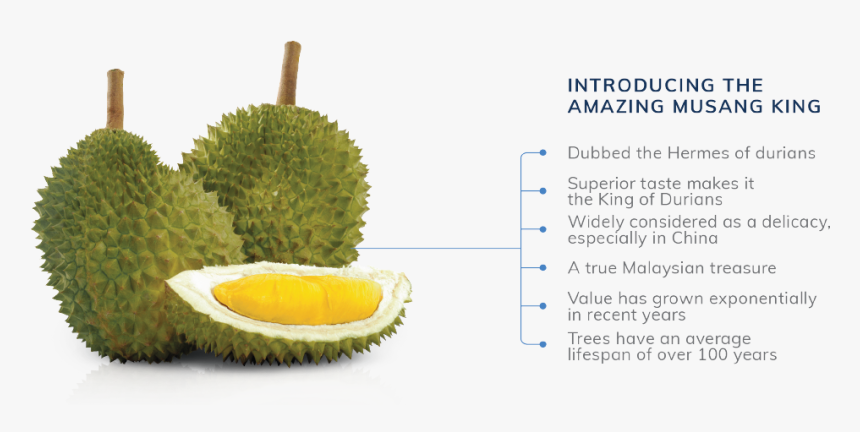 INTRODUCING THE
AMAZING MUSANG KING
Dubbed the Hermes of durians
Superior taste makes it
the King of Durians
Widely considered as a delicacy,
especially in China
A true Malaysian treasure
Value has grown exponentially
in recent years
Trees have an average
lifespan of over 100 years